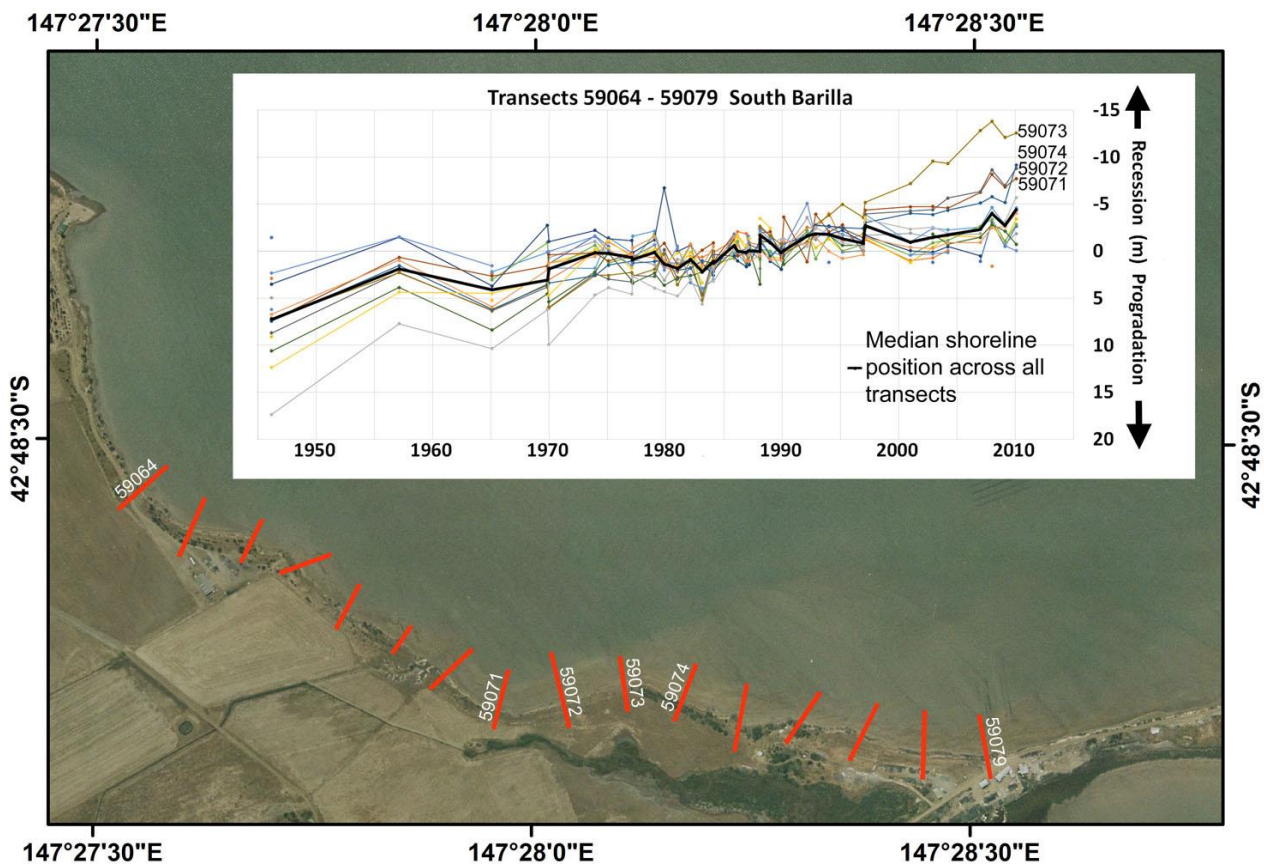 147°27'30"E
147°28'0"E
147°28'30"E
Transects 59064 - 59079 South Barilla
-15
-10
-5
0
5
10
15
20
59073
59074
59072
59071
Recession (m) Progradation
Median shoreline
position across all
transects
1950
1960
1970
1980
1990
2000
2010
42°48'30"S
42°48'30"S
59064
59071
59072
59073
59074
59079
147°27'30"E
147°28'0"E
147°28'30"E